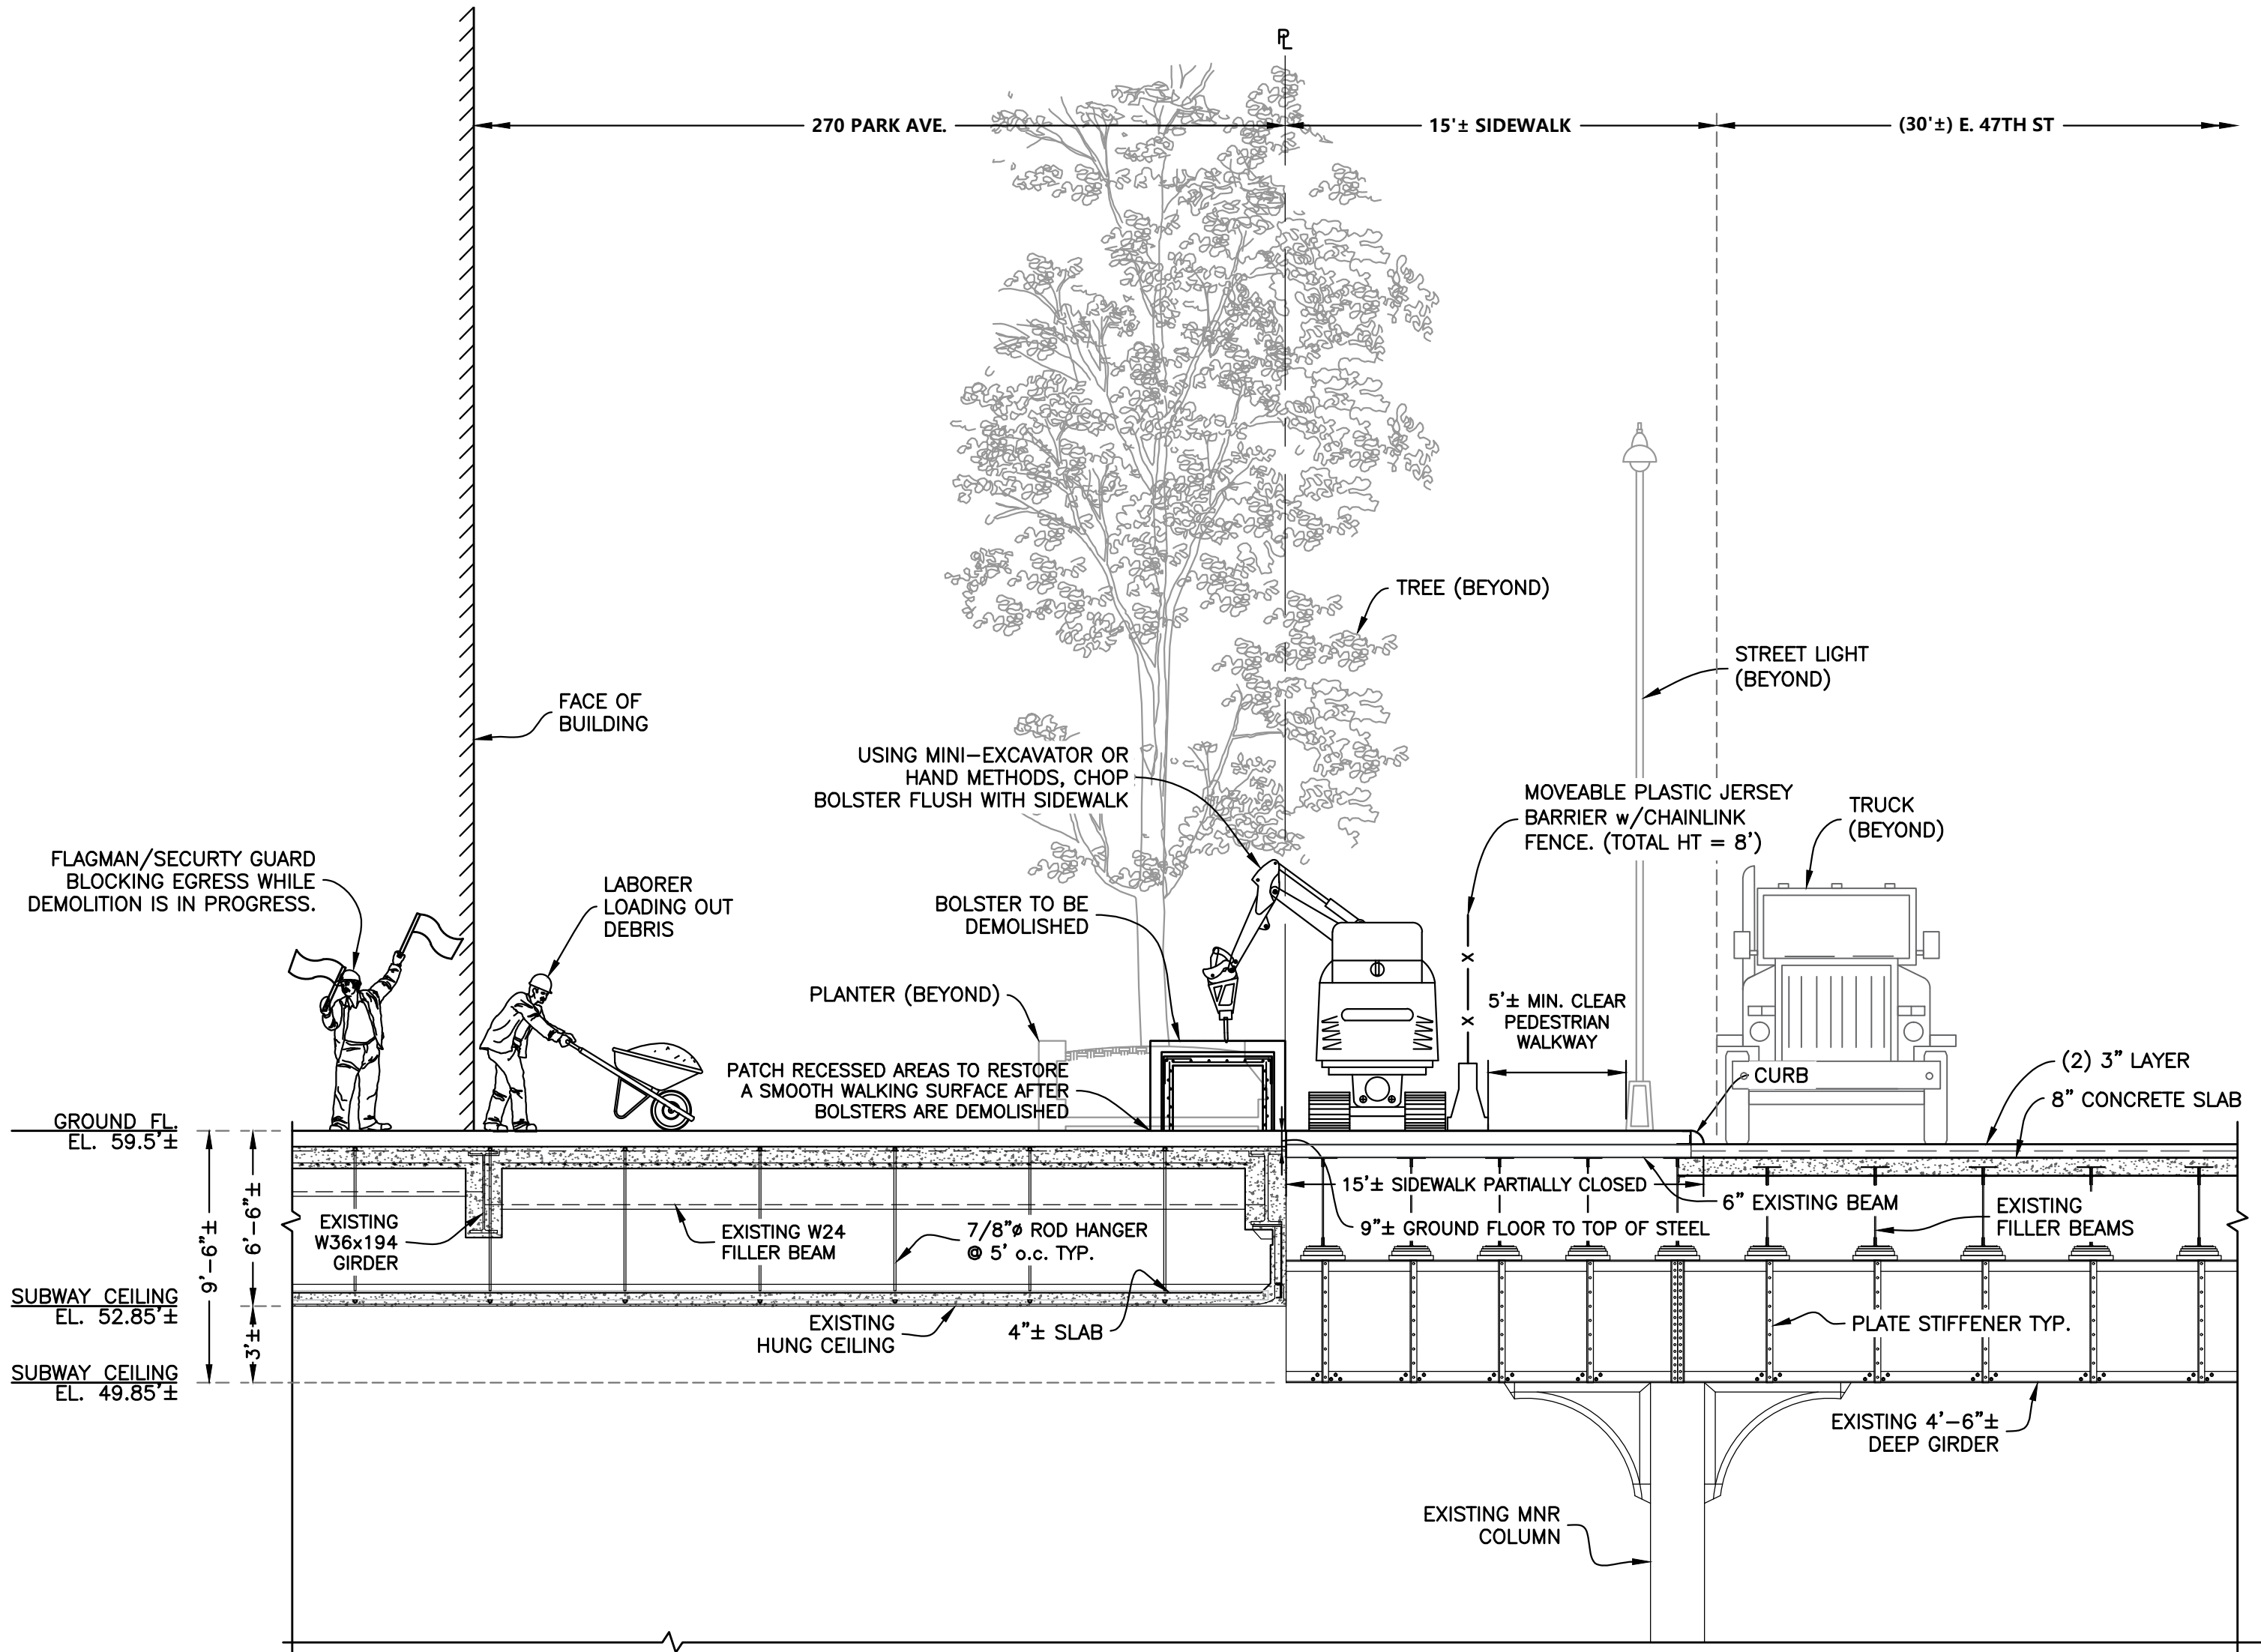 ℄
270 PARK AVE.
15'± SIDEWALK
(30'±) E. 47TH ST
TREE (BEYOND)
STREET LIGHT
(BEYOND)
FACE OF
BUILDING
USING MINI-EXCAVATOR OR
HAND METHODS, CHOP
BOLSTER FLUSH WITH SIDEWALK
MOVEABLE PLASTIC JERSEY
BARRIER w/CHAINLINK
FENCE. (TOTAL HT = 8')
TRUCK
(BEYOND)
FLAGMAN/SECURTY GUARD
BLOCKING EGRESS WHILE
DEMOLITION IS IN PROGRESS.
LABORER
LOADING OUT
DEBRIS
BOLSTER TO BE
DEMOLISHED
PLANTER (BEYOND)
X
X
5'± MIN. CLEAR
PEDESTRIAN
WALKWAY
PATCH RECESSED AREAS TO RESTORE
A SMOOTH WALKING SURFACE AFTER
BOLSTERS ARE DEMOLISHED
CURB
(2) 3" LAYER
8" CONCRETE SLAB
GROUND FL.
EL. 59.5'±
9'-6"±
6'-6"±
3'±
15'± SIDEWALK PARTIALLY CLOSED
6" EXISTING BEAM
EXISTING
FILLER BEAMS
9"± GROUND FLOOR TO TOP OF STEEL
EXISTING
W36x194
GIRDER
EXISTING W24
FILLER BEAM
7/8"ø ROD HANGER
@ 5' o.c. TYP.
SUBWAY CEILING
EL. 52.85'±
EXISTING
HUNG CEILING
4"± SLAB
PLATE STIFFENER TYP.
SUBWAY CEILING
EL. 49.85'±
EXISTING 4'-6"±
DEEP GIRDER
EXISTING MNR
COLUMN